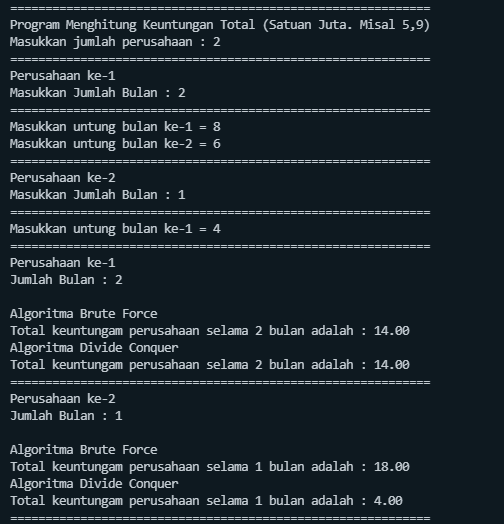 ============================================================
Program Menghitung Keuntungan Total (Satuan Juta. Misal 5,9)
Masukkan jumlah perusahaan : 2
============================================================
Perusahaan ke-1
Masukkan Jumlah Bulan : 2
============================================================
Masukkan untung bulan ke-1 = 8
Masukkan untung bulan ke-2 = 6
============================================================
Perusahaan ke-2
Masukkan Jumlah Bulan : 1
============================================================
Masukkan untung bulan ke-1 = 4
============================================================
Perusahaan ke-1
Jumlah Bulan : 2

Algoritma Brute Force
Total keuntungam perusahaan selama 2 bulan adalah : 14.00
Algoritma Divide Conquer
Total keuntungam perusahaan selama 2 bulan adalah : 14.00
============================================================
Perusahaan ke-2
Jumlah Bulan : 1

Algoritma Brute Force
Total keuntungam perusahaan selama 1 bulan adalah : 18.00
Algoritma Divide Conquer
Total keuntungam perusahaan selama 1 bulan adalah : 4.00
============================================================